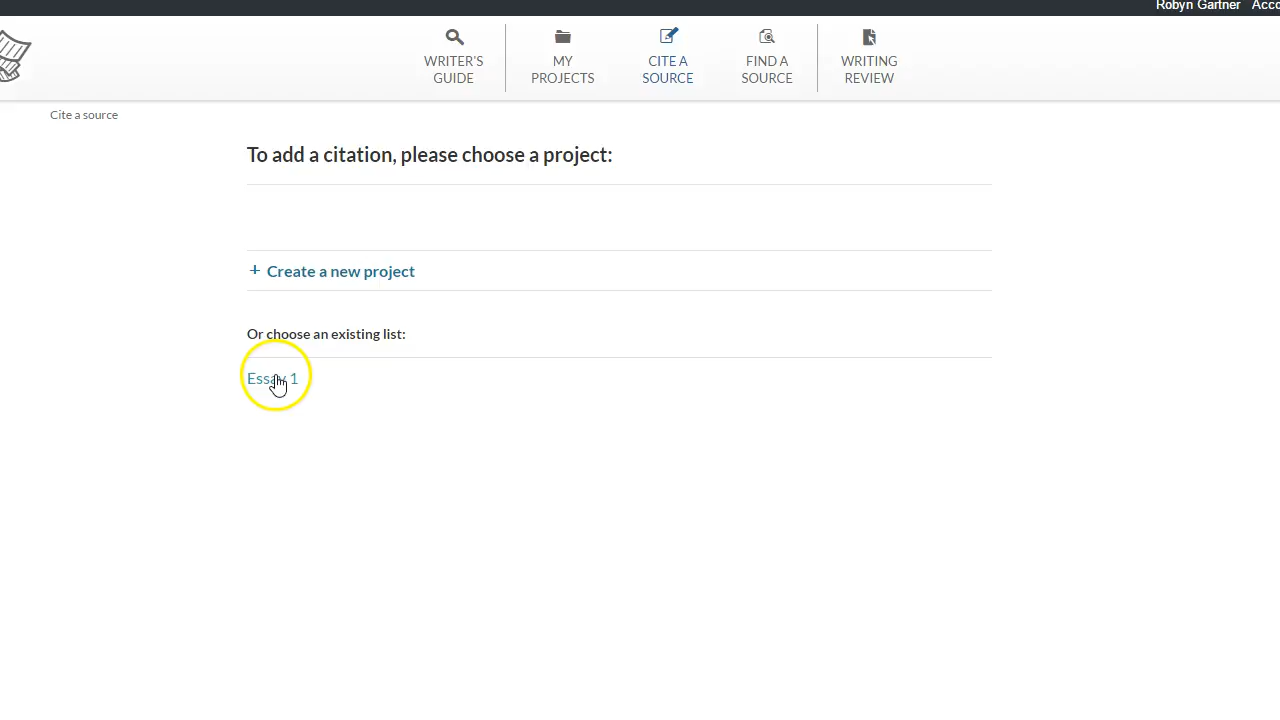 Robyn Gartner Acco
WRITER'S GUIDE
MY PROJECTS
CITE A SOURCE
FIND A SOURCE
WRITING REVIEW
Cite a source
To add a citation, please choose a project:
+ Create a new project
Or choose an existing list:
Essay 1